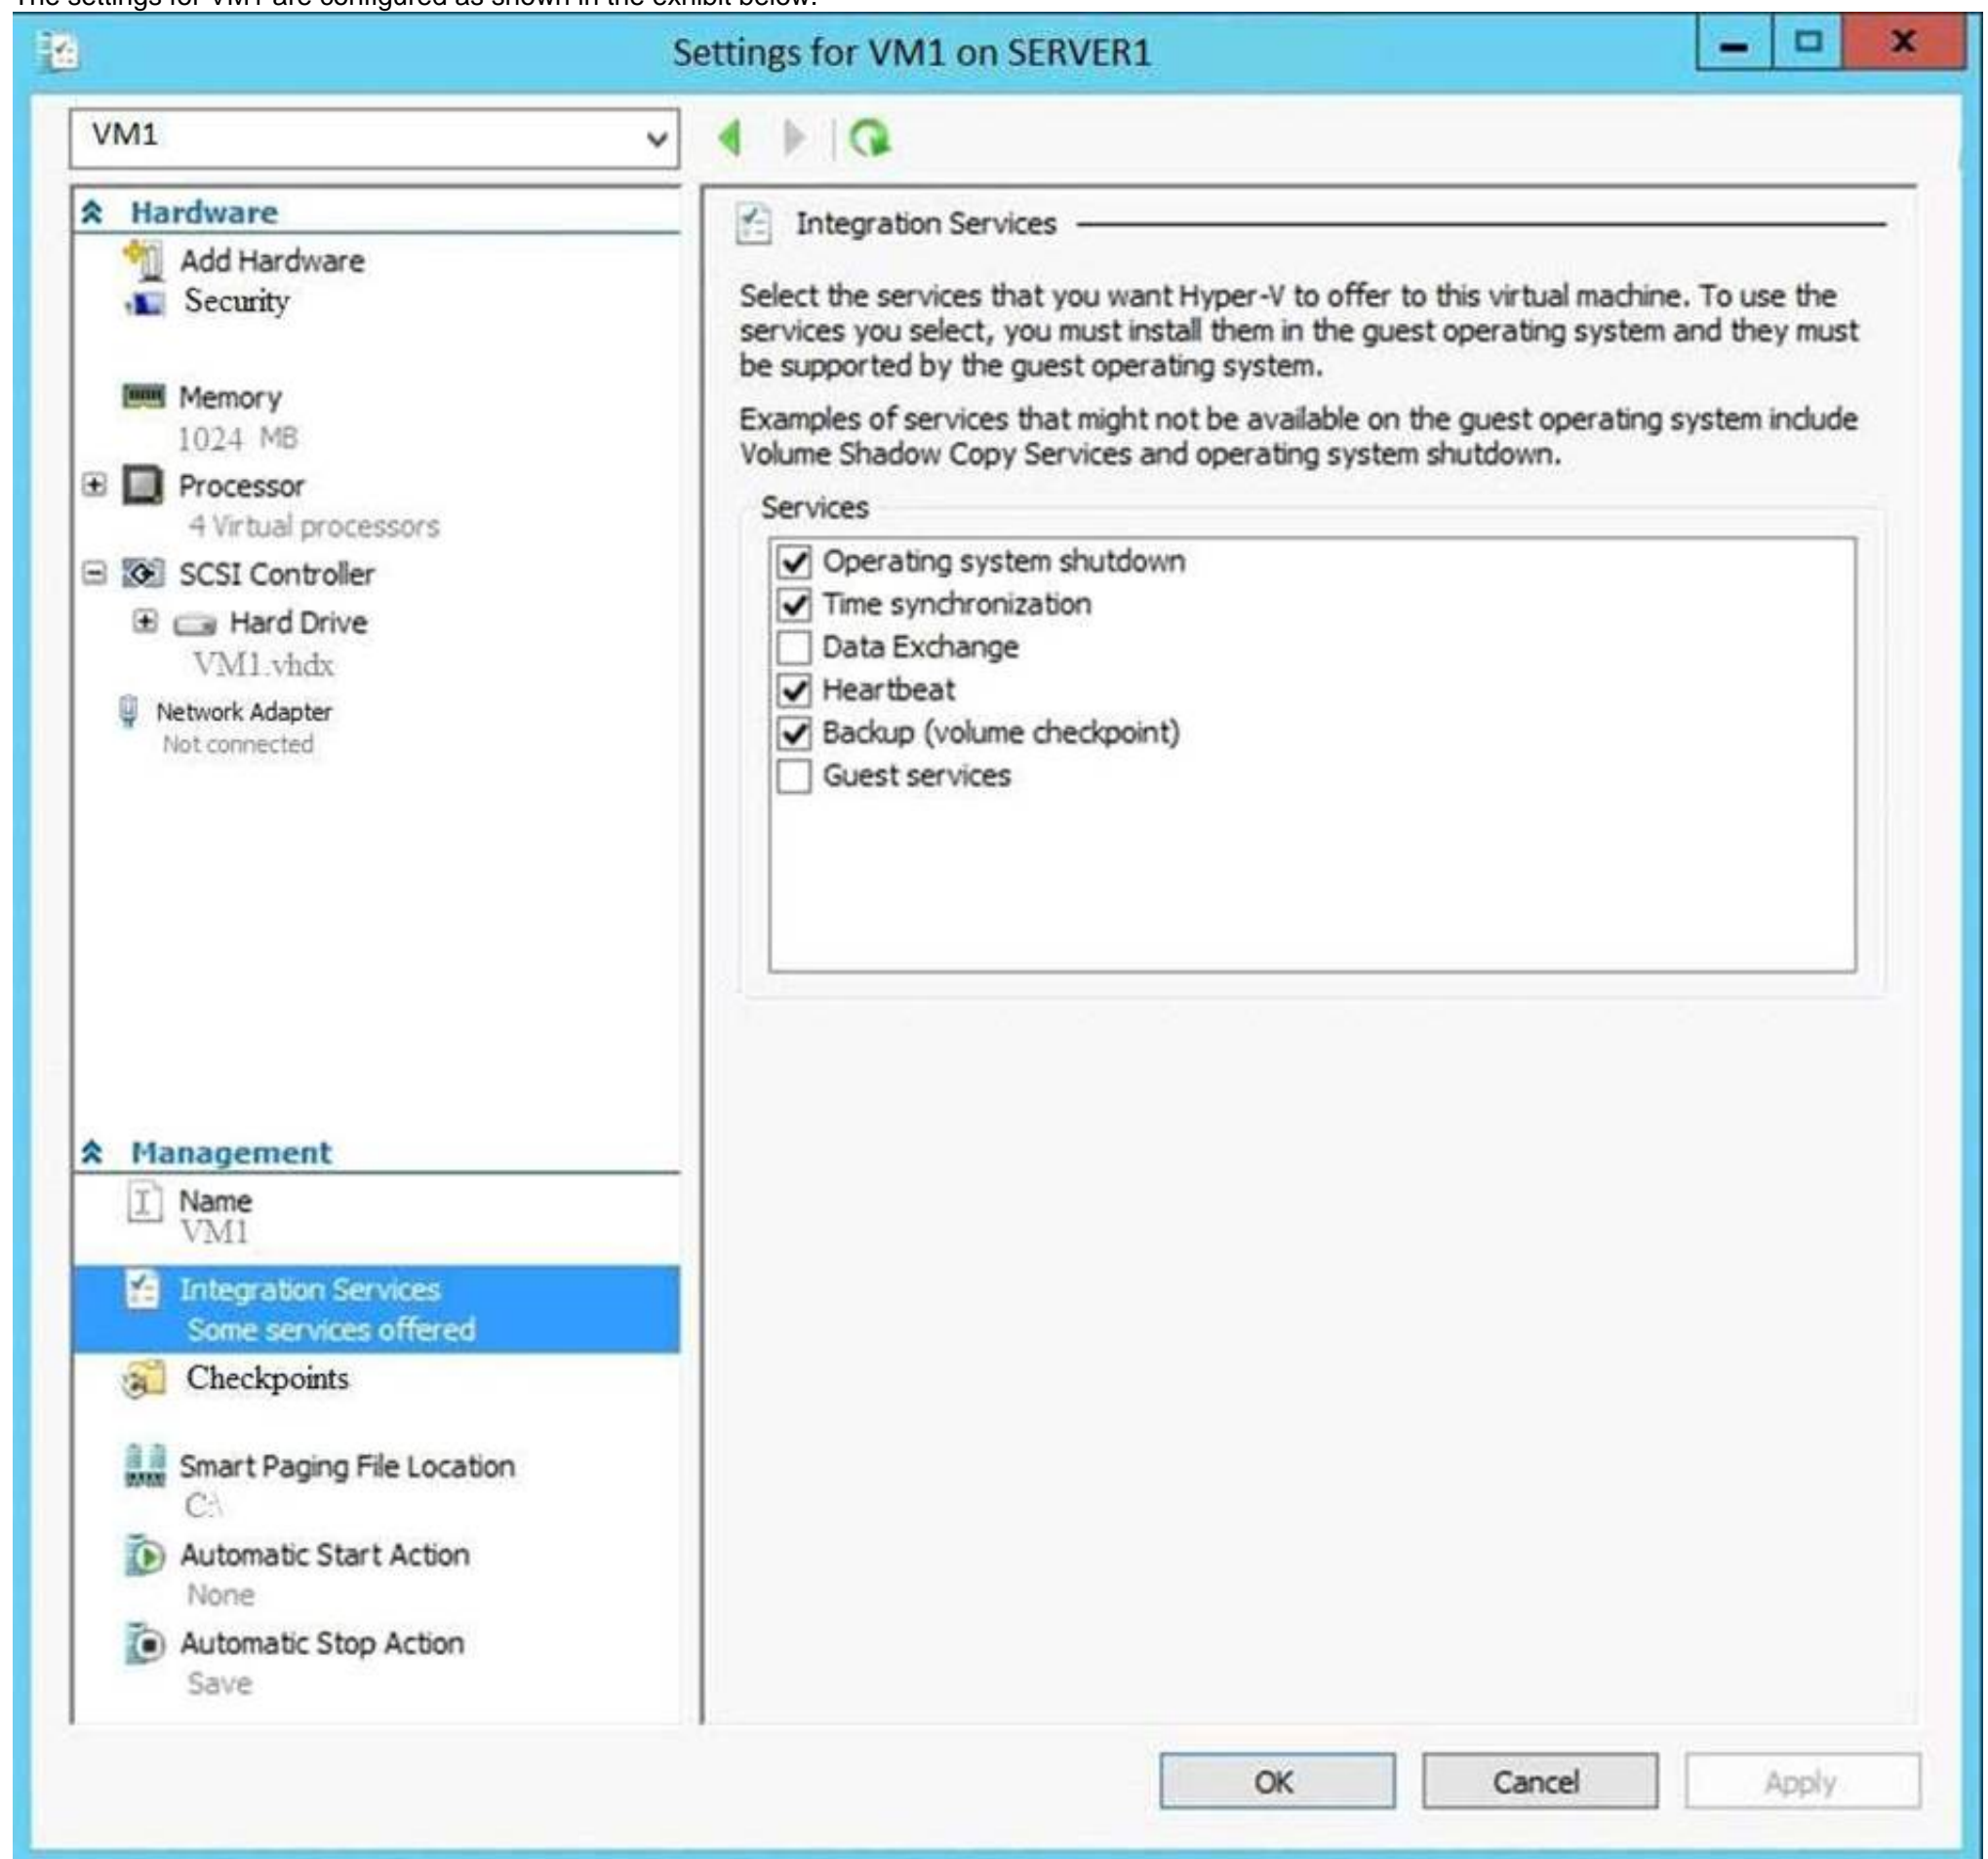 The settings for VM1 are configured as shown in the exhibit below.
Settings for VM1 on SERVER1
VM1
Hardware
Add Hardware
Security
Memory
1024 MB
Processor
4 Virtual processors
SCSI Controller
Hard Drive
VM1.vhdx
Network Adapter
Not connected
Management
Name
VM1
Integration Services
Some services offered
Checkpoints
Smart Paging File Location
C:\
Automatic Start Action
None
Automatic Stop Action
Save
Integration Services
Select the services that you want Hyper-V to offer to this virtual machine. To use the
services you select, you must install them in the guest operating system and they must
be supported by the guest operating system.
Examples of services that might not be available on the guest operating system include
Volume Shadow Copy Services and operating system shutdown.
Services
Operating system shutdown
Time synchronization
Data Exchange
Heartbeat
Backup (volume checkpoint)
Guest services
OK
Cancel
Apply